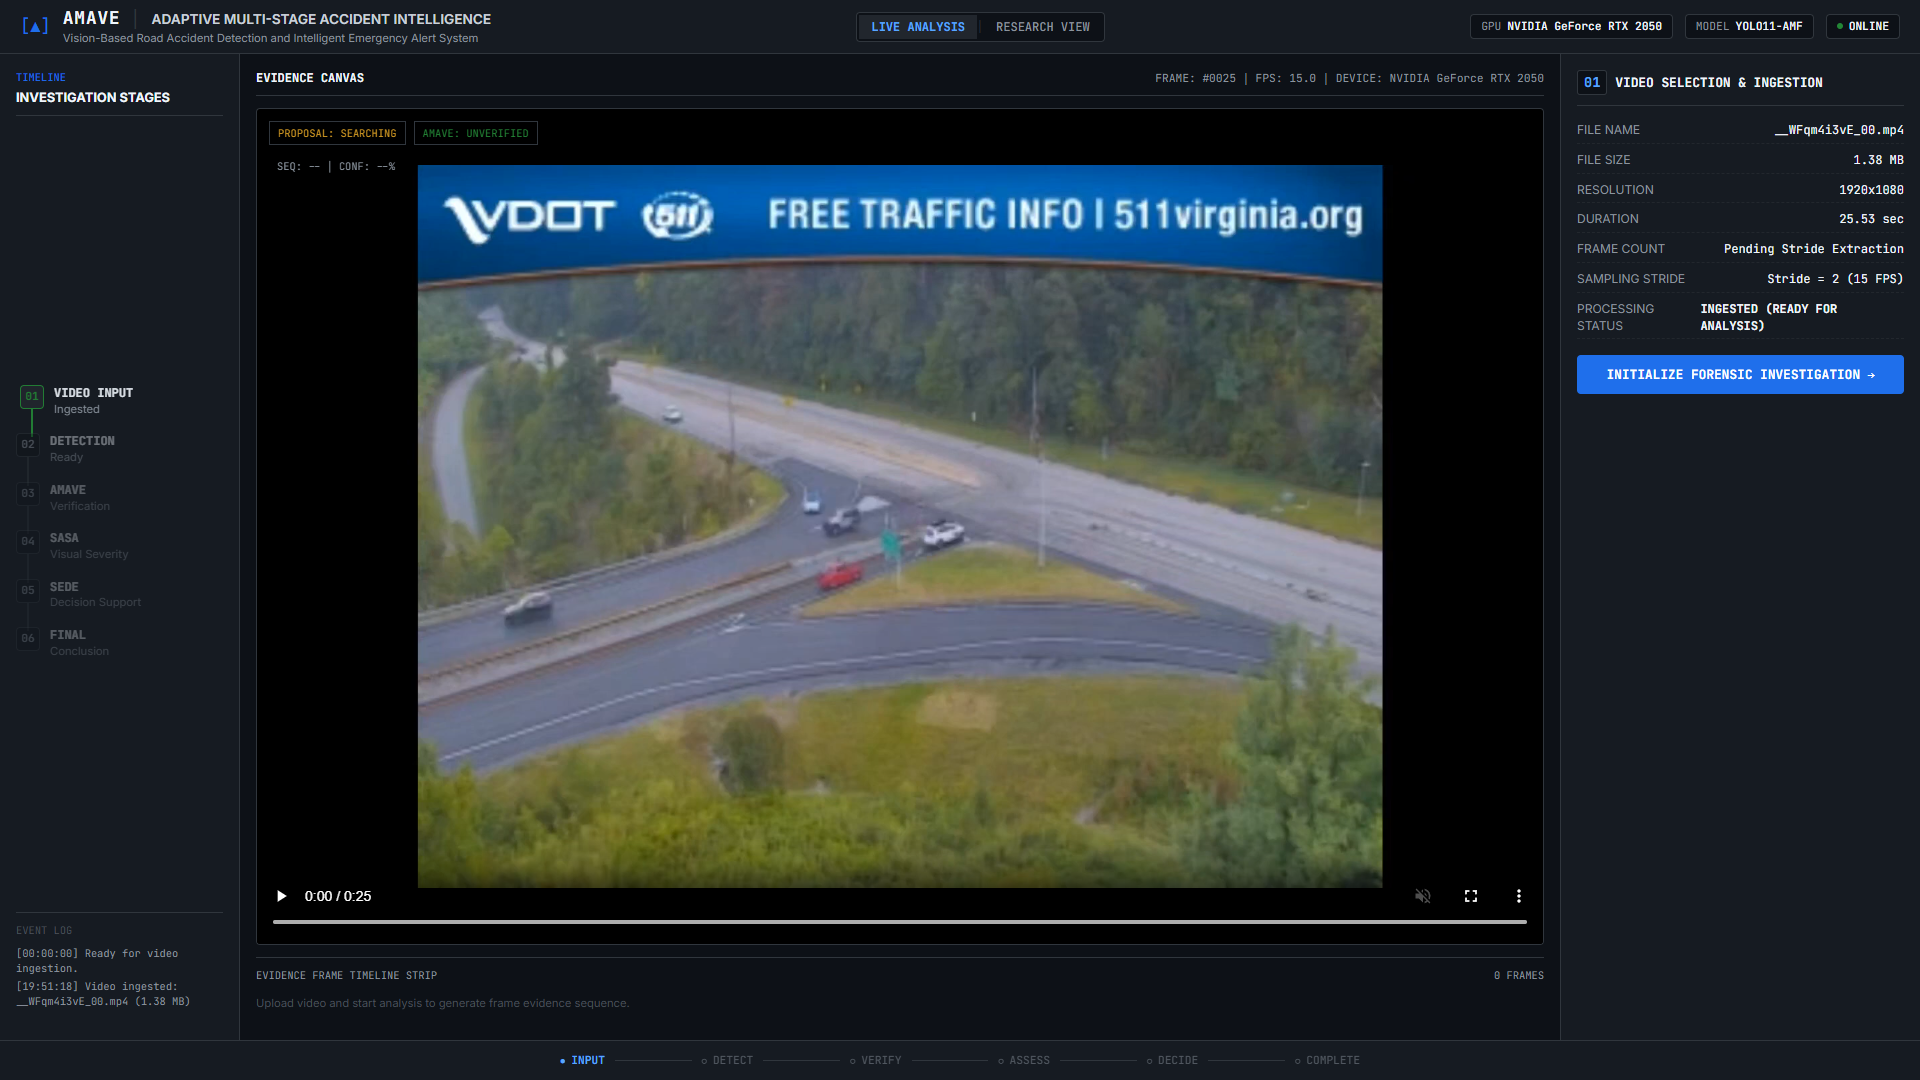 [▲] AMAVE | ADAPTIVE MULTI-STAGE ACCIDENT INTELLIGENCE
Vision-Based Road Accident Detection and Intelligent Emergency Alert System
LIVE ANALYSIS
RESEARCH VIEW
GPU NVIDIA GeForce RTX 2050
MODEL YOLO11-AMF
ONLINE
TIMELINE
INVESTIGATION STAGES
01 VIDEO INPUT
Ingested
02 DETECTION
Ready
03 AMAVE
Verification
04 SASA
Visual Severity
05 SEDE
Decision Support
06 FINAL
Conclusion
EVENT LOG
[00:00:00] Ready for video
ingestion.
[19:51:18] Video ingested:
__WFqm4i3vE_00.mp4 (1.38 MB)
EVIDENCE CANVAS
FRAME: #0025 | FPS: 15.0 | DEVICE: NVIDIA GeForce RTX 2050
PROPOSAL: SEARCHING
AMAVE: UNVERIFIED
SEQ: -- | CONF: --%
VDOT 511 FREE TRAFFIC INFO | 511virginia.org
0:00 / 0:25
EVIDENCE FRAME TIMELINE STRIP
0 FRAMES
Upload video and start analysis to generate frame evidence sequence.
01 VIDEO SELECTION & INGESTION
FILE NAME __WFqm4i3vE_00.mp4
FILE SIZE 1.38 MB
RESOLUTION 1920x1080
DURATION 25.53 sec
FRAME COUNT Pending Stride Extraction
SAMPLING STRIDE Stride = 2 (15 FPS)
PROCESSING STATUS INGESTED (READY FOR ANALYSIS)
INITIALIZE FORENSIC INVESTIGATION →
INPUT
DETECT
VERIFY
ASSESS
DECIDE
COMPLETE